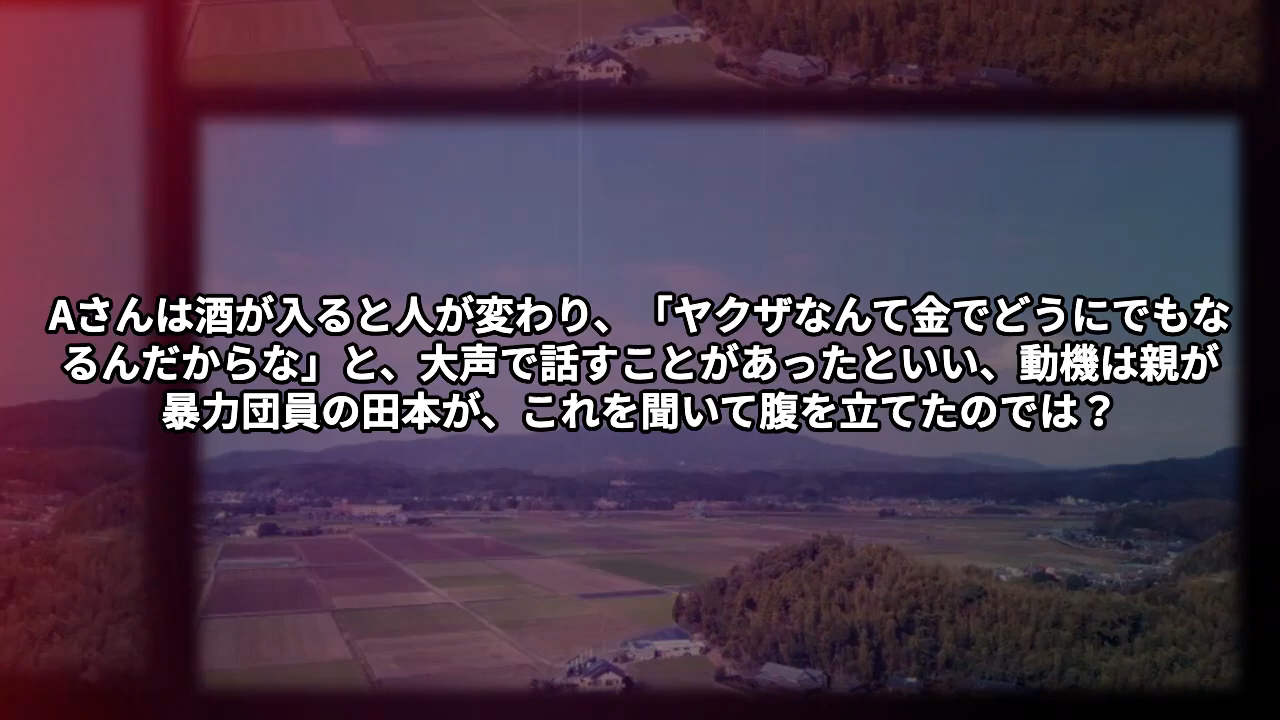 Aさんは酒が入ると人が変わり、「ヤクザなんて金でどうにでもな
るんだからな」と、大声で話すことがあったといい、動機は親が
暴力団員の田本が、これを聞いて腹を立てたのでは？